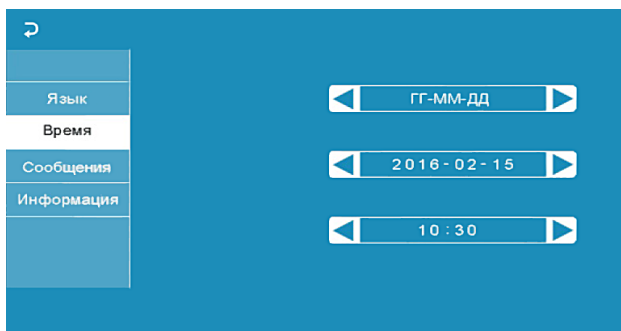 Язык
ГГ-ММ-ДД
Время
Сообщения
2016-02-15
Информация
10:30